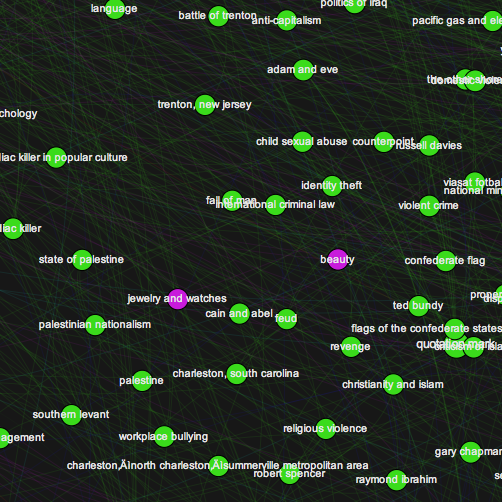 politics of iraq
language
battle of trenton
anti-capitalism
pacific gas and ele
adam and eve
trenton, new jersey
chology
child sexual abuse
counterpoint
russell davies
iac killer in popular culture
identity theft
viasat fotbal
national min
fall of man
international criminal law
violent crime
iac killer
state of palestine
beauty
confederate flag
jewelry and watches
ted bundy
cain and abel
feud
palestinian nationalism
flags of the confederate states
quotation mark
revenge
charleston, south carolina
palestine
christianity and islam
southern levant
religious violence
agement
workplace bullying
gary chapman
charleston‚Äìnorth charleston‚Äìsummerville metropolitan area
robert spencer
raymond ibrahim